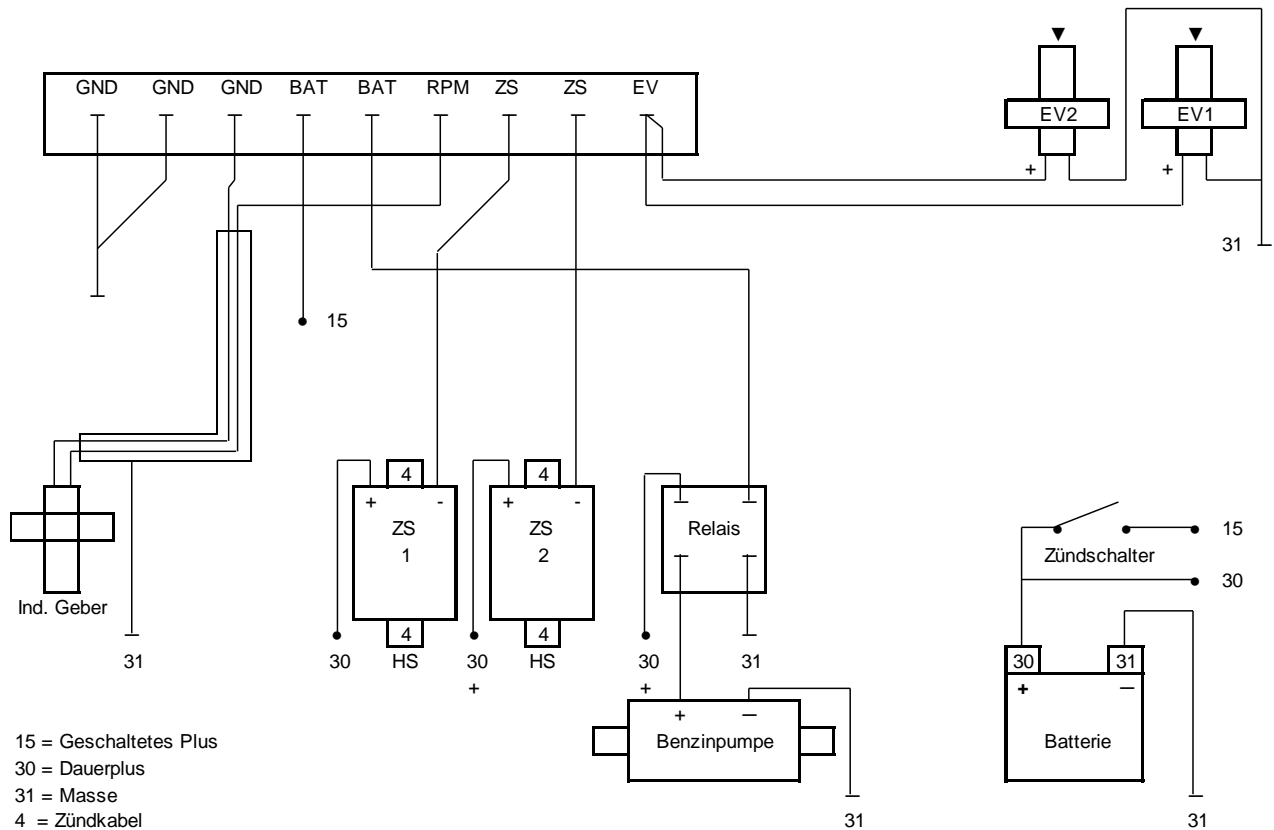 GND GND GND BAT BAT RPM ZS ZS EV
EV2 EV1
+ +
31
15
4 4
+ - + -
ZS ZS
1 2
Relais
15
Zündschalter
30
Ind. Geber
31
4 4
30 HS 30 HS 30 31
+ +
30 31
+ –
+ –
Benzinpumpe
Batterie
31 31
15 = Geschaltetes Plus
30 = Dauerplus
31 = Masse
4 = Zündkabel